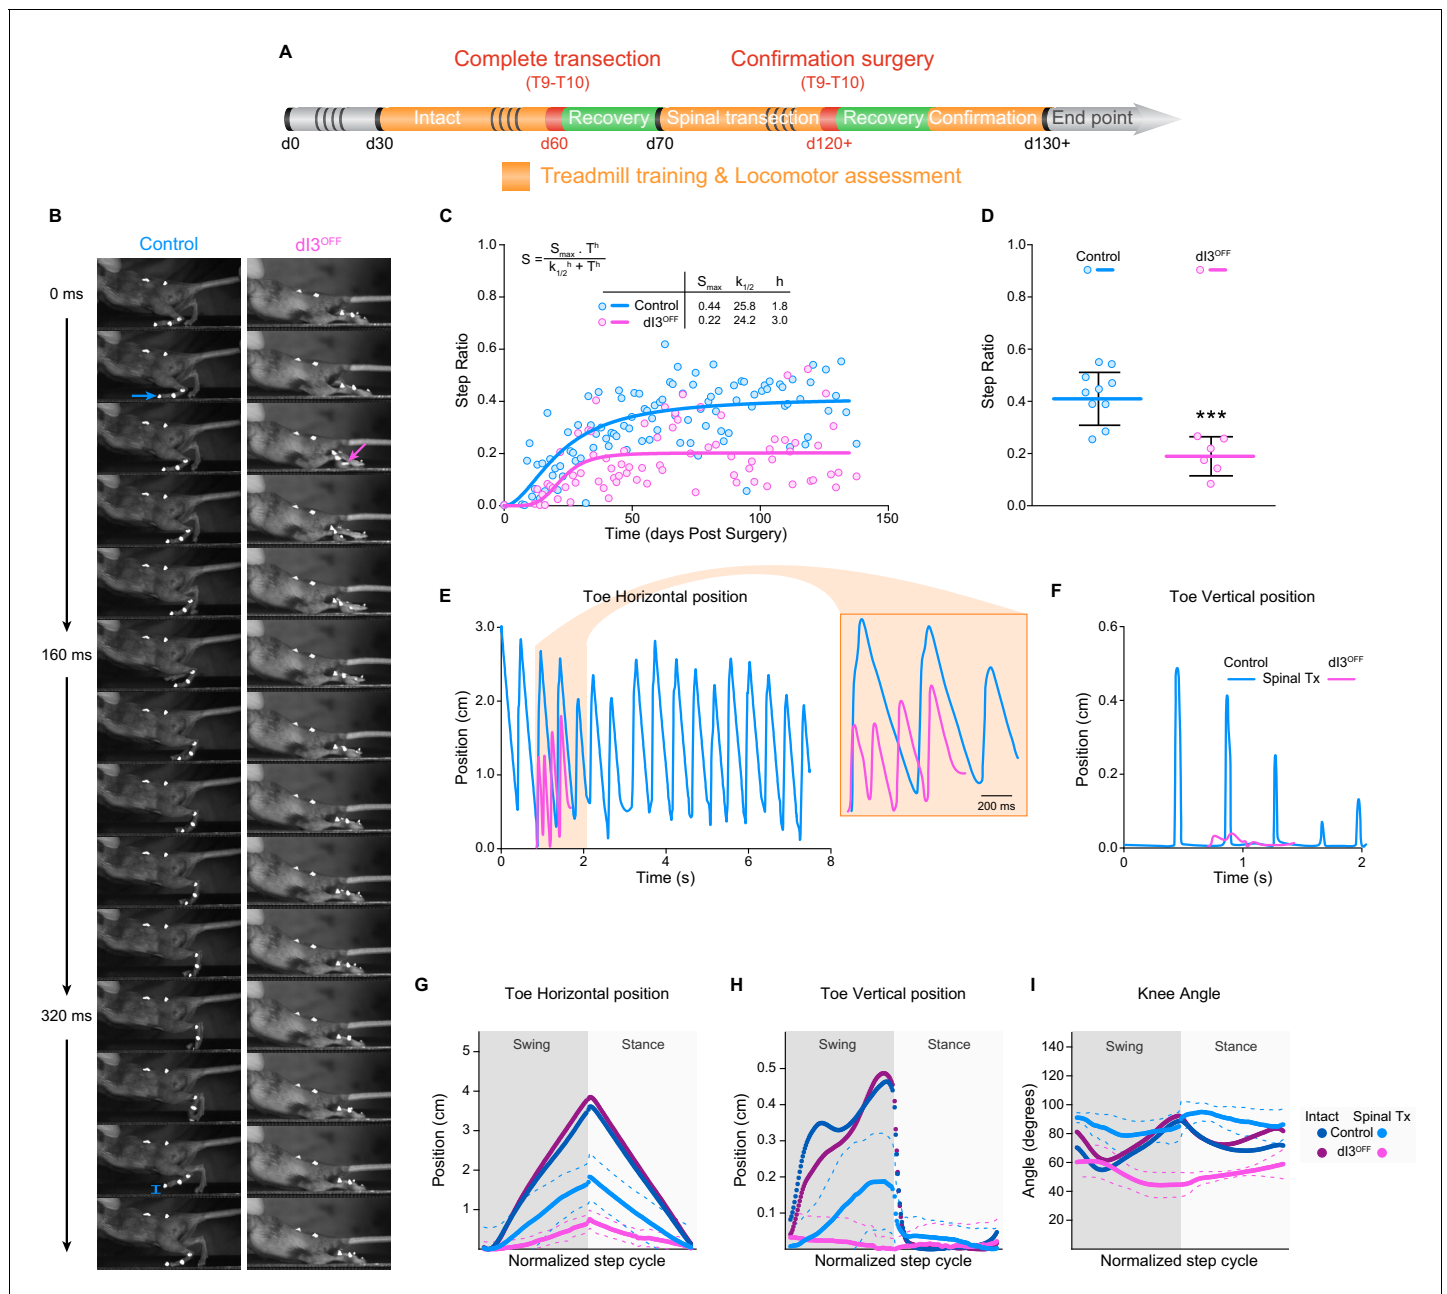 A
Complete transection
(T9-T10)
Confirmation surgery
(T9-T10)
Intact
Recovery
Spinal transection
Recovery
Confirmation
End point
d0
d30
d60
d70
d120+
d130+
Treadmill training & Locomotor assessment
B
Control
dI3OFF
0 ms
160 ms
320 ms
C
S = Smax . Th
k1/2h + Th
Smax k1/2 h
Control 0.44 25.8 1.8
dI3OFF 0.22 24.2 3.0
Step Ratio
1.0
0.8
0.6
0.4
0.2
0.0
0 50 100 150
Time (days Post Surgery)
D
Control
dI3OFF
***
Step Ratio
1.0
0.8
0.6
0.4
0.2
0.0
E
Toe Horizontal position
Position (cm)
3.0
2.0
1.0
0.0
0 2 4 6 8
Time (s)
200 ms
F
Toe Vertical position
Control dI3OFF
Spinal Tx
Position (cm)
0.6
0.4
0.2
0.0
0 1 2
Time (s)
G
Toe Horizontal position
Swing Stance
Position (cm)
5
4
3
2
1
Normalized step cycle
H
Toe Vertical position
Swing Stance
Position (cm)
0.5
0.4
0.3
0.2
0.1
Normalized step cycle
I
Knee Angle
Swing Stance
Angle (degrees)
140
120
100
80
60
40
20
Normalized step cycle
Intact Spinal Tx
Control
dI3OFF